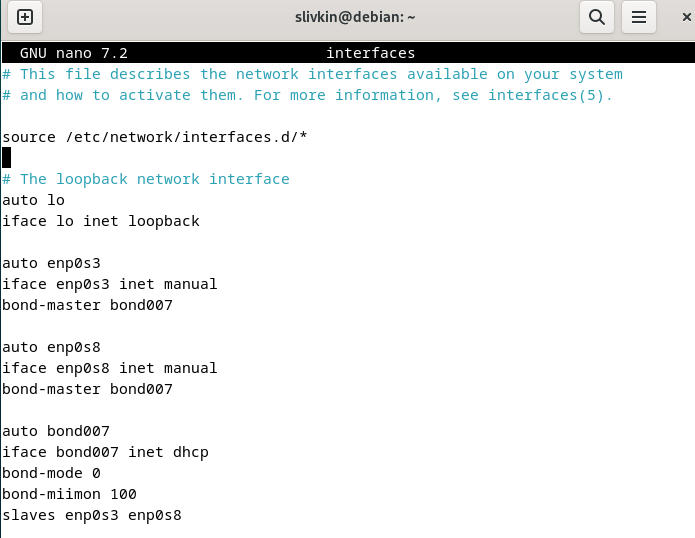 slivkin@debian: ~
GNU nano 7.2 interfaces
# This file describes the network interfaces available on your system
# and how to activate them. For more information, see interfaces(5).
source /etc/network/interfaces.d/*
# The loopback network interface
auto lo
iface lo inet loopback
auto enp0s3
iface enp0s3 inet manual
bond-master bond007
auto enp0s8
iface enp0s8 inet manual
bond-master bond007
auto bond007
iface bond007 inet dhcp
bond-mode 0
bond-miimon 100
slaves enp0s3 enp0s8